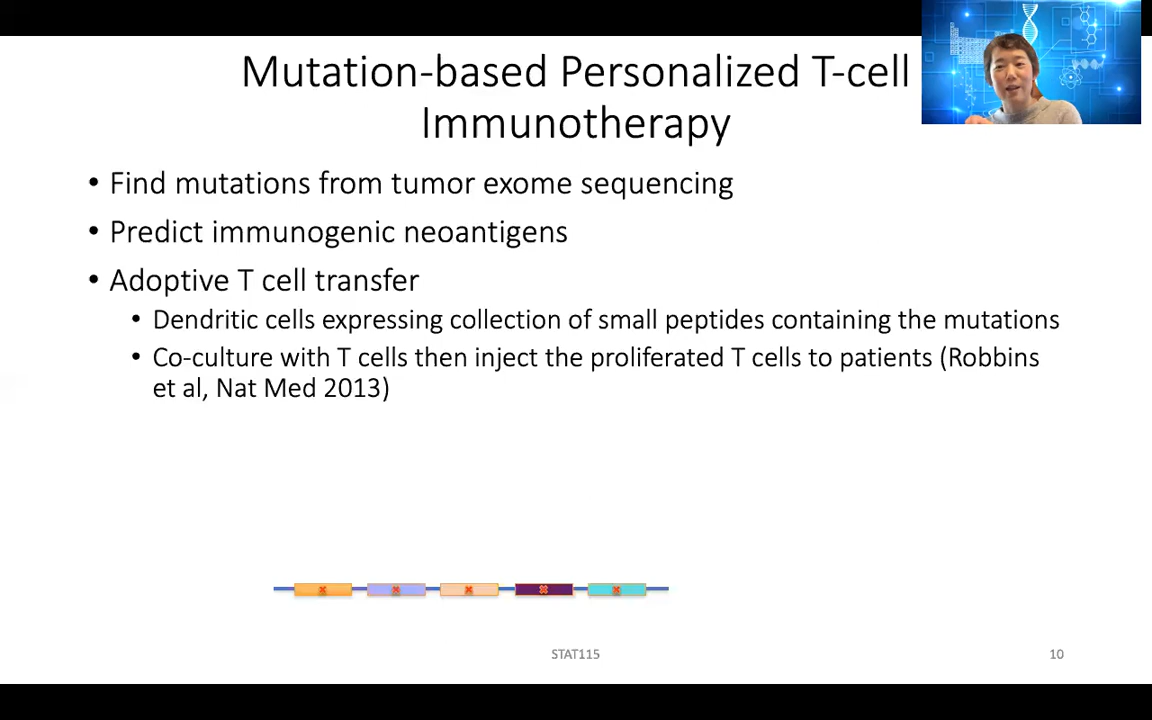 Mutation-based Personalized T-cell
Immunotherapy
• Find mutations from tumor exome sequencing
• Predict immunogenic neoantigens
• Adoptive T cell transfer
• Dendritic cells expressing collection of small peptides containing the mutations
• Co-culture with T cells then inject the proliferated T cells to patients (Robbins
et al, Nat Med 2013)
STAT115
10